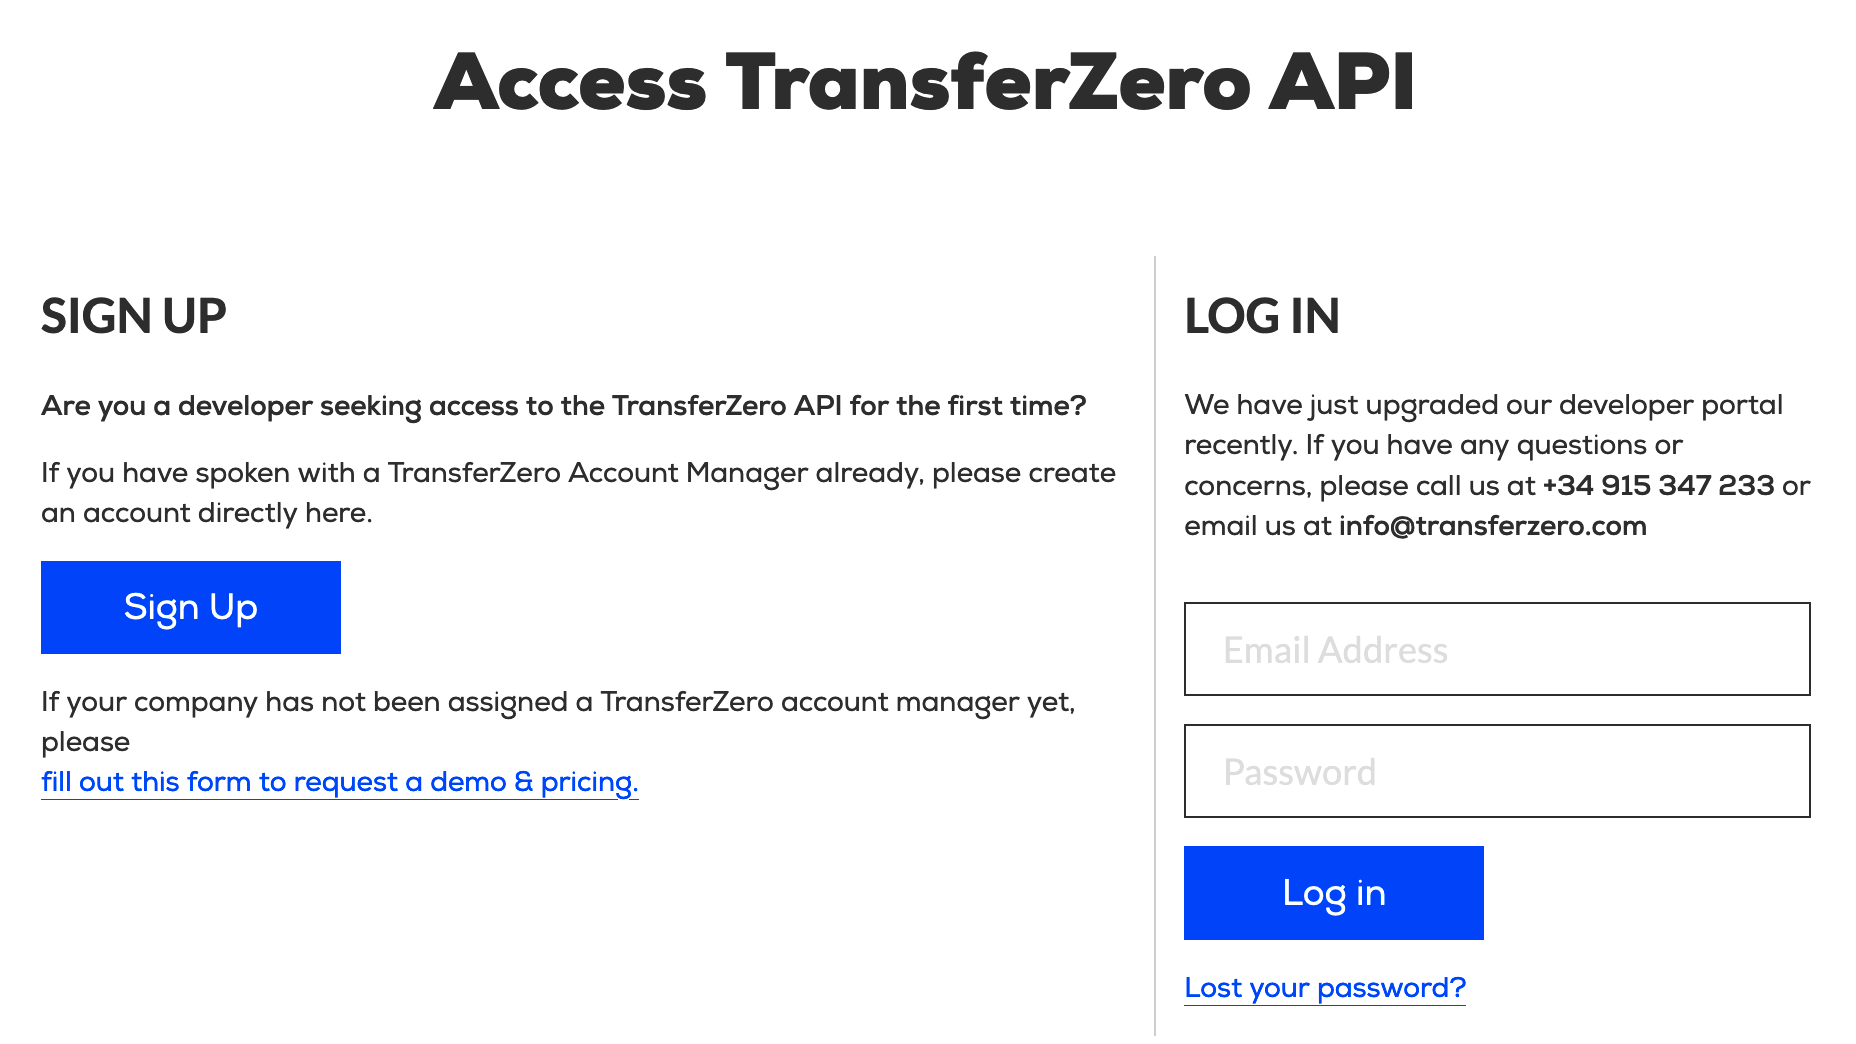 Access TransferZero API
SIGN UP
Are you a developer seeking access to the TransferZero API for the first time?
If you have spoken with a TransferZero Account Manager already, please create
an account directly here.
Sign Up
If your company has not been assigned a TransferZero account manager yet,
please
fill out this form to request a demo & pricing.
LOG IN
We have just upgraded our developer portal
recently. If you have any questions or
concerns, please call us at +34 915 347 233 or
email us at info@transferzero.com
Email Address
Password
Log in
Lost your password?